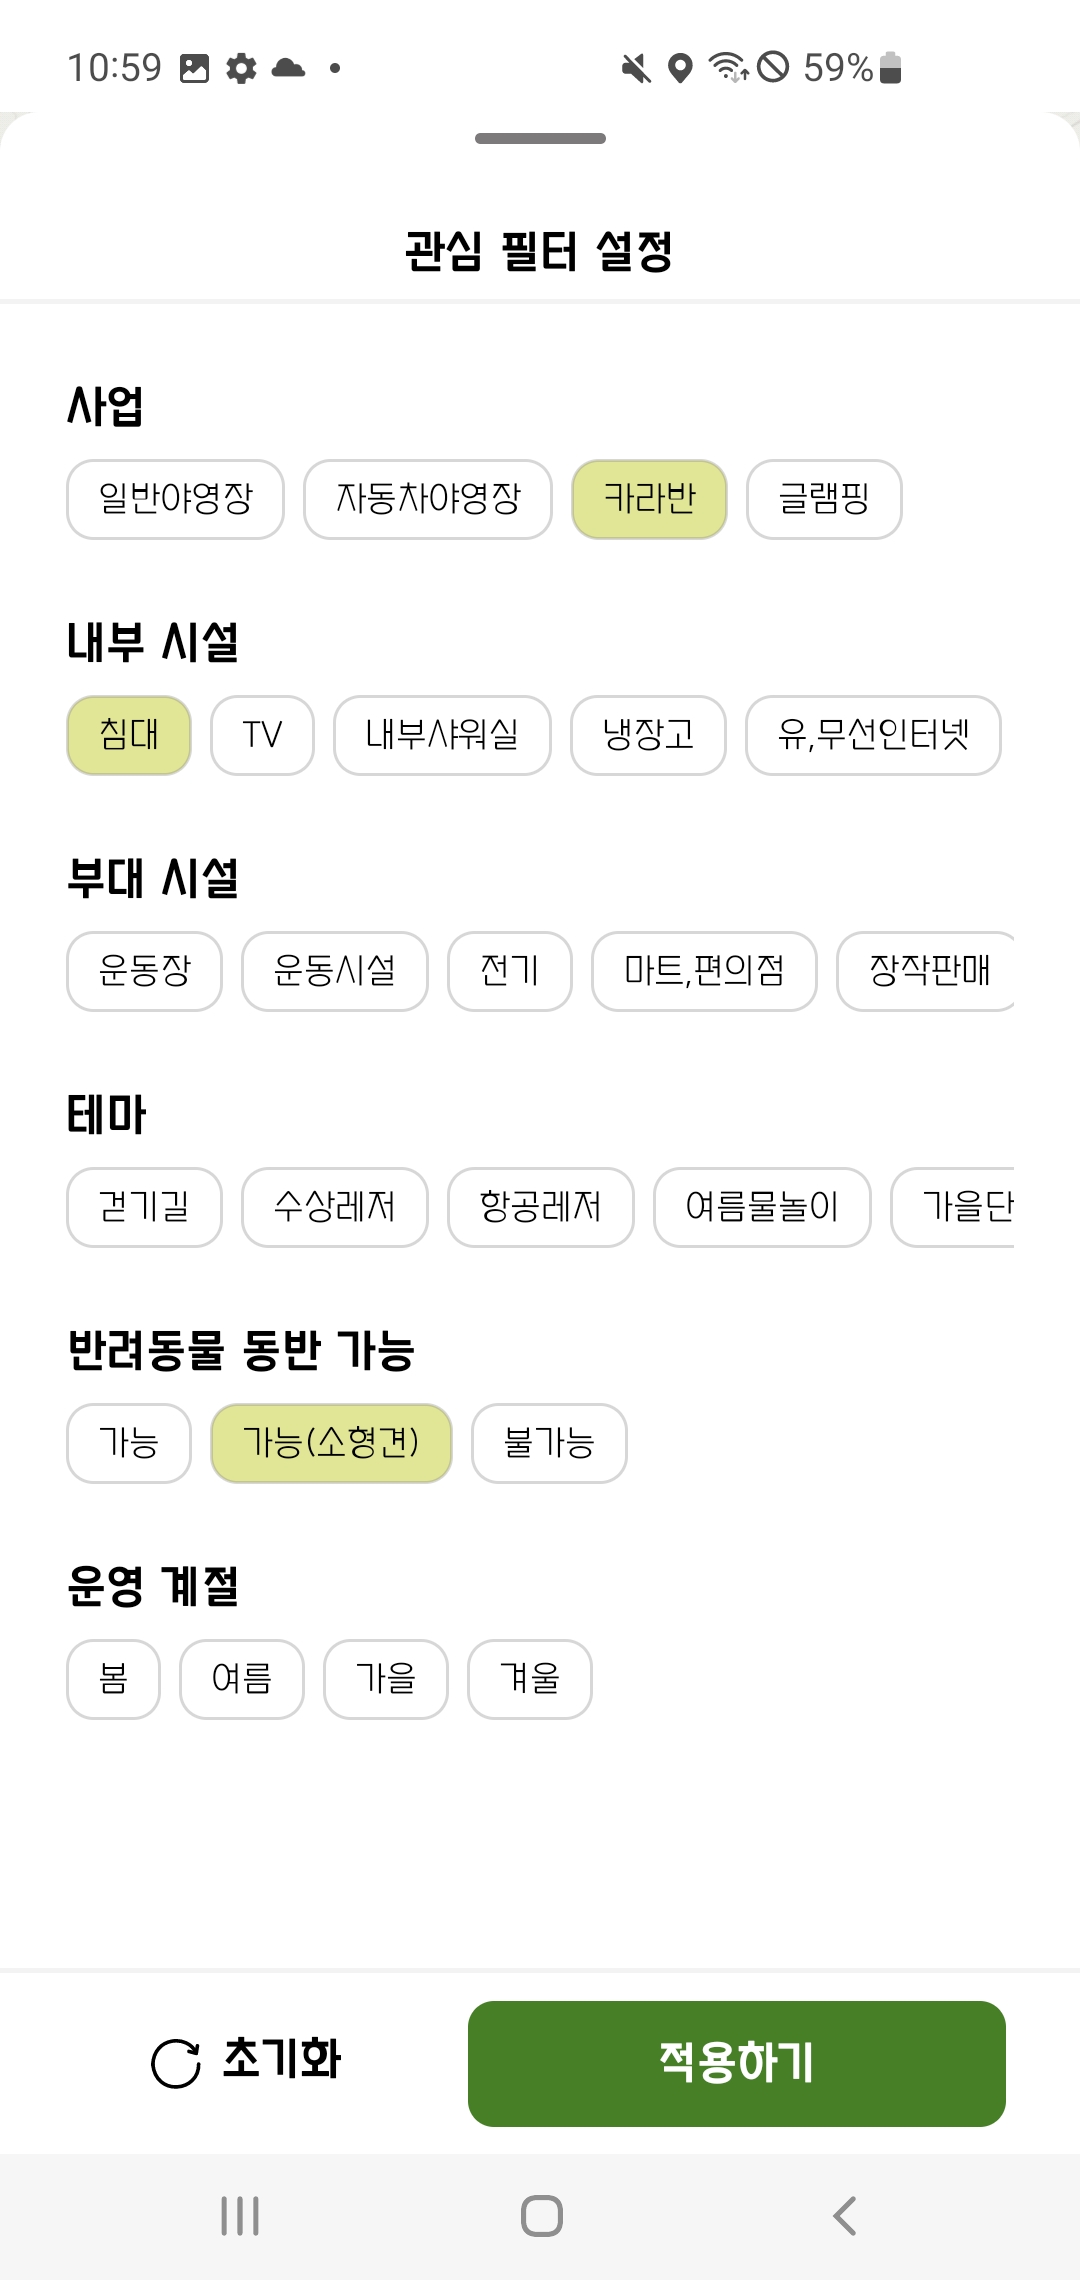 10:59 59%
관심 필터 설정
사업
일반야영장 자동차야영장 카라반 글램핑
내부 시설
침대 TV 내부샤워실 냉장고 유,무선인터넷
부대 시설
운동장 운동시설 전기 마트,편의점 장작판매
테마
걷기길 수상레저 항공레저 여름물놀이 가을단
반려동물 동반 가능
가능 가능(소형견) 불가능
운영 계절
봄 여름 가을 겨울
초기화 적용하기